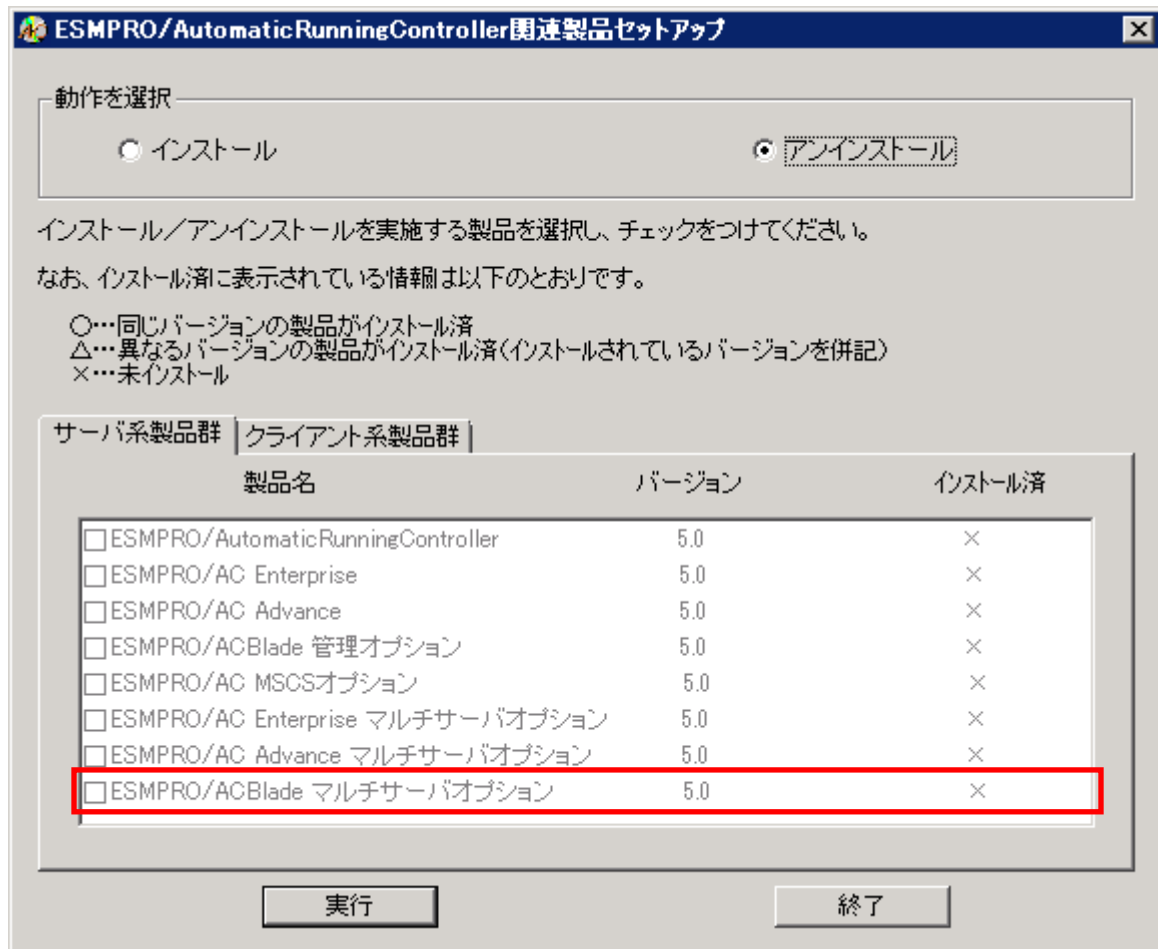 ESMPRO/AutomaticRunningController関連製品セットアップ
動作を選択
インストール アンインストール
インストール／アンインストールを実施する製品を選択し、チェックをつけてください。
なお、インストール済に表示されている情報は以下のとおりです。
○…同じバージョンの製品がインストール済
△…異なるバージョンの製品がインストール済(インストールされているバージョンを併記)
×…未インストール
サーバ系製品群 クライアント系製品群
製品名 バージョン インストール済
ESMPRO/AutomaticRunningController 5.0 ×
ESMPRO/AC Enterprise 5.0 ×
ESMPRO/AC Advance 5.0 ×
ESMPRO/ACBlade 管理オプション 5.0 ×
ESMPRO/AC MSCSオプション 5.0 ×
ESMPRO/AC Enterprise マルチサーバオプション 5.0 ×
ESMPRO/AC Advance マルチサーバオプション 5.0 ×
ESMPRO/ACBlade マルチサーバオプション 5.0 ×
実行 終了